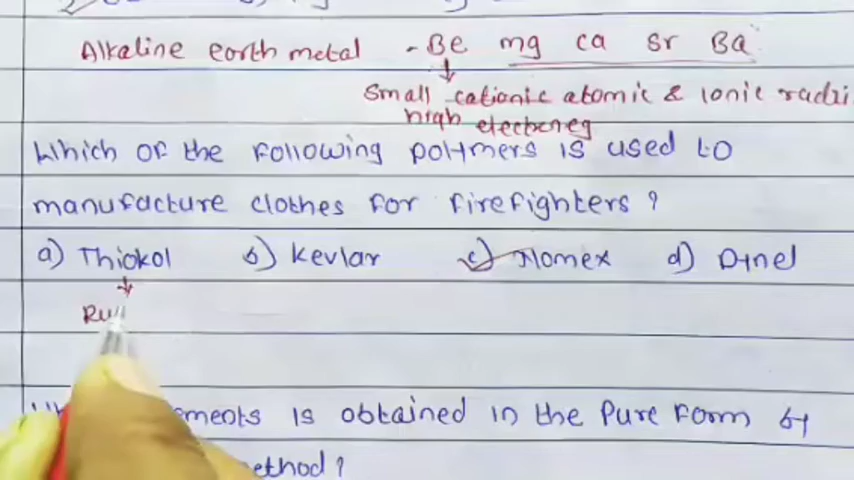 Alkaline earth metal - Be mg ca sr Ba
Small cationic atomic & ionic radii
high electroneg
Which of the following polymers is used to
manufacture clothes for firefighters ?
a) Thiokol b) Kevlar c) Nomex d) Dynel
Ru
is obtained in the Pure Form by
ethod ?